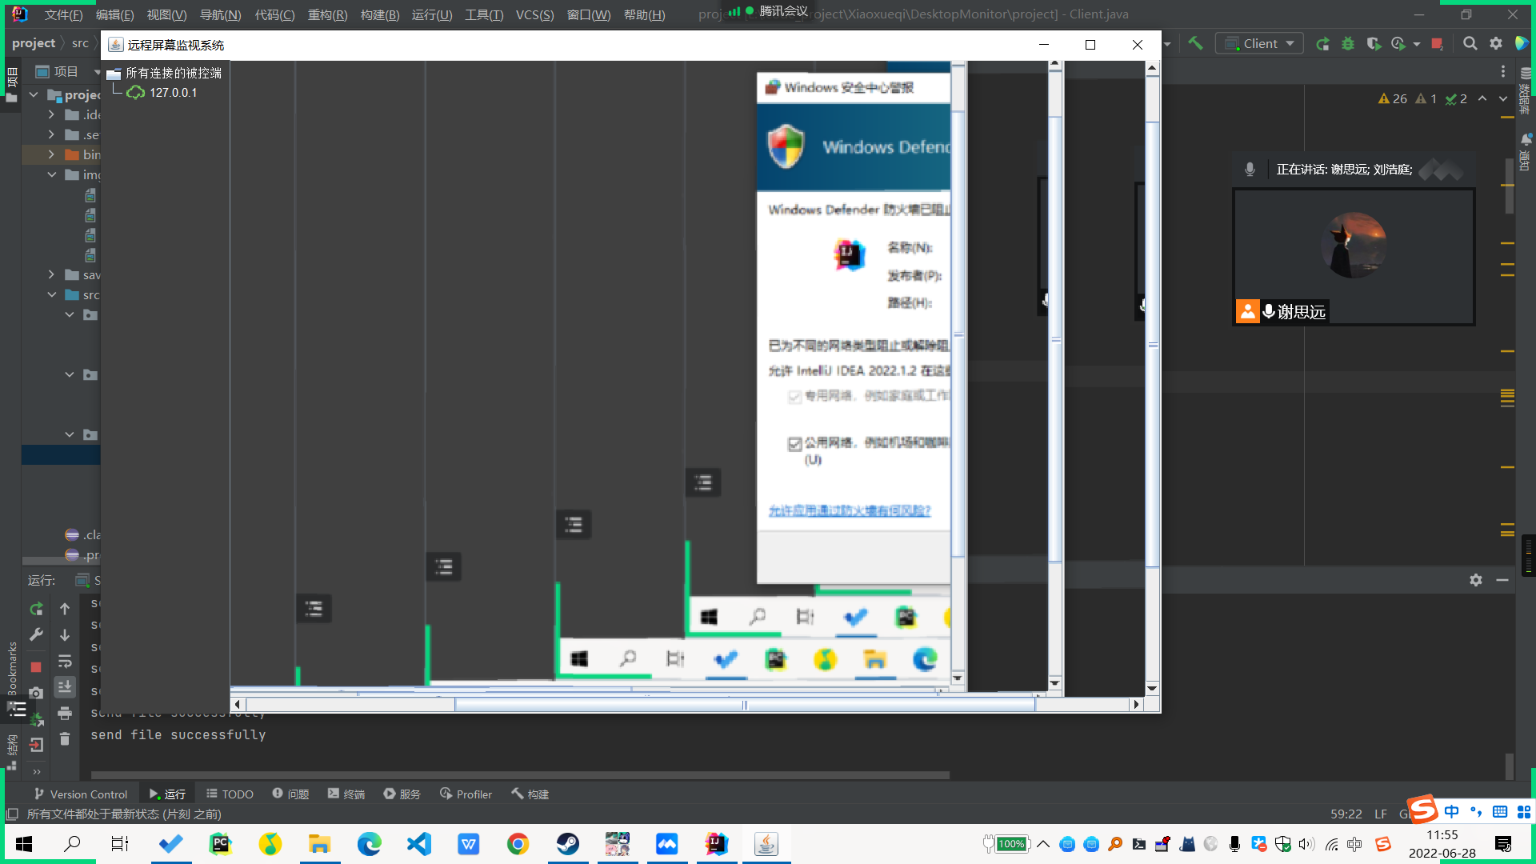 文件(F) 编辑(E) 视图(V) 导航(N) 代码(C) 重构(R) 构建(B) 运行(U) 工具(T) VCS(S) 窗口(W) 帮助(H)
腾讯会议
project\Xiaoxueqi\DesktopMonitor\project] - Client.java
project
src
Client
远程屏幕监视系统
项目
所有连接的被控端
127.0.0.1
projec
.ide
.se
bin
img
sav
src
.cla
.pr
26
1
2
数据库
通知
正在讲话: 谢思远; 刘浩庭;
谢思远
Windows 安全中心警报
Windows Defend
Windows Defender 防火墙已阻止
名称(N):
发布者(P):
路径(H):
已为不同的网络类型阻止或解除阻
允许 IntelliJ IDEA 2022.1.2 在这些
专用网络，例如家庭或工作
公用网络，例如机场和咖啡
(U)
允许应用通过防火墙有何风险?
运行:
S
send file successfully
send file successfully
Bookmarks
结构
Version Control
运行
TODO
问题
终端
服务
Profiler
构建
所有文件都处于最新状态 (片刻 之前)
59:22
LF
中
100%
中
11:55
2022-06-28